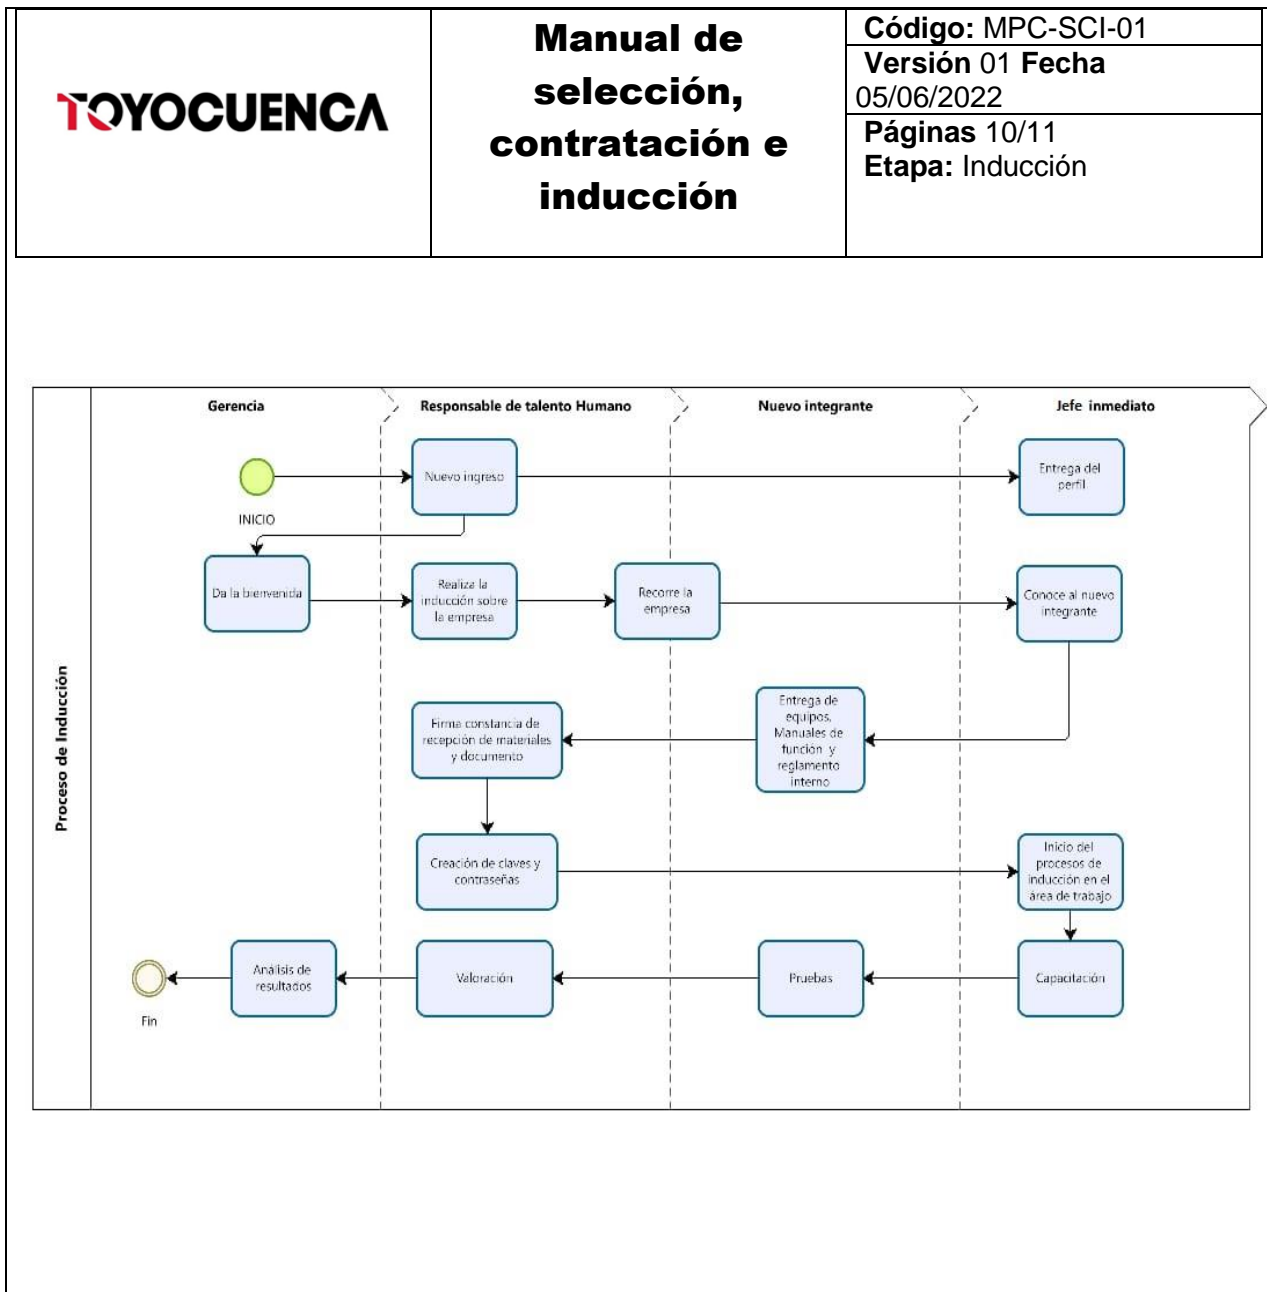 TOYOCUENCA
Manual de
selección,
contratación e
inducción
Código: MPC-SCI-01
Versión 01 Fecha
05/06/2022
Páginas 10/11
Etapa: Inducción
Proceso de Inducción
Gerencia
Responsable de talento Humano
Nuevo integrante
Jefe inmediato
INICIO
Nuevo ingreso
Entrega del
perfil
Da la bienvenida
Realiza la
inducción sobre
la empresa
Recorre la
empresa
Conoce al nuevo
integrante
Firma constancia de
recepción de materiales
y documento
Entrega de
equipos,
Manuales de
función y
reglamento
interno
Creación de claves y
contraseñas
Inicio del
procesos de
inducción en el
área de trabajo
Fin
Análisis de
resultados
Valoración
Pruebas
Capacitación